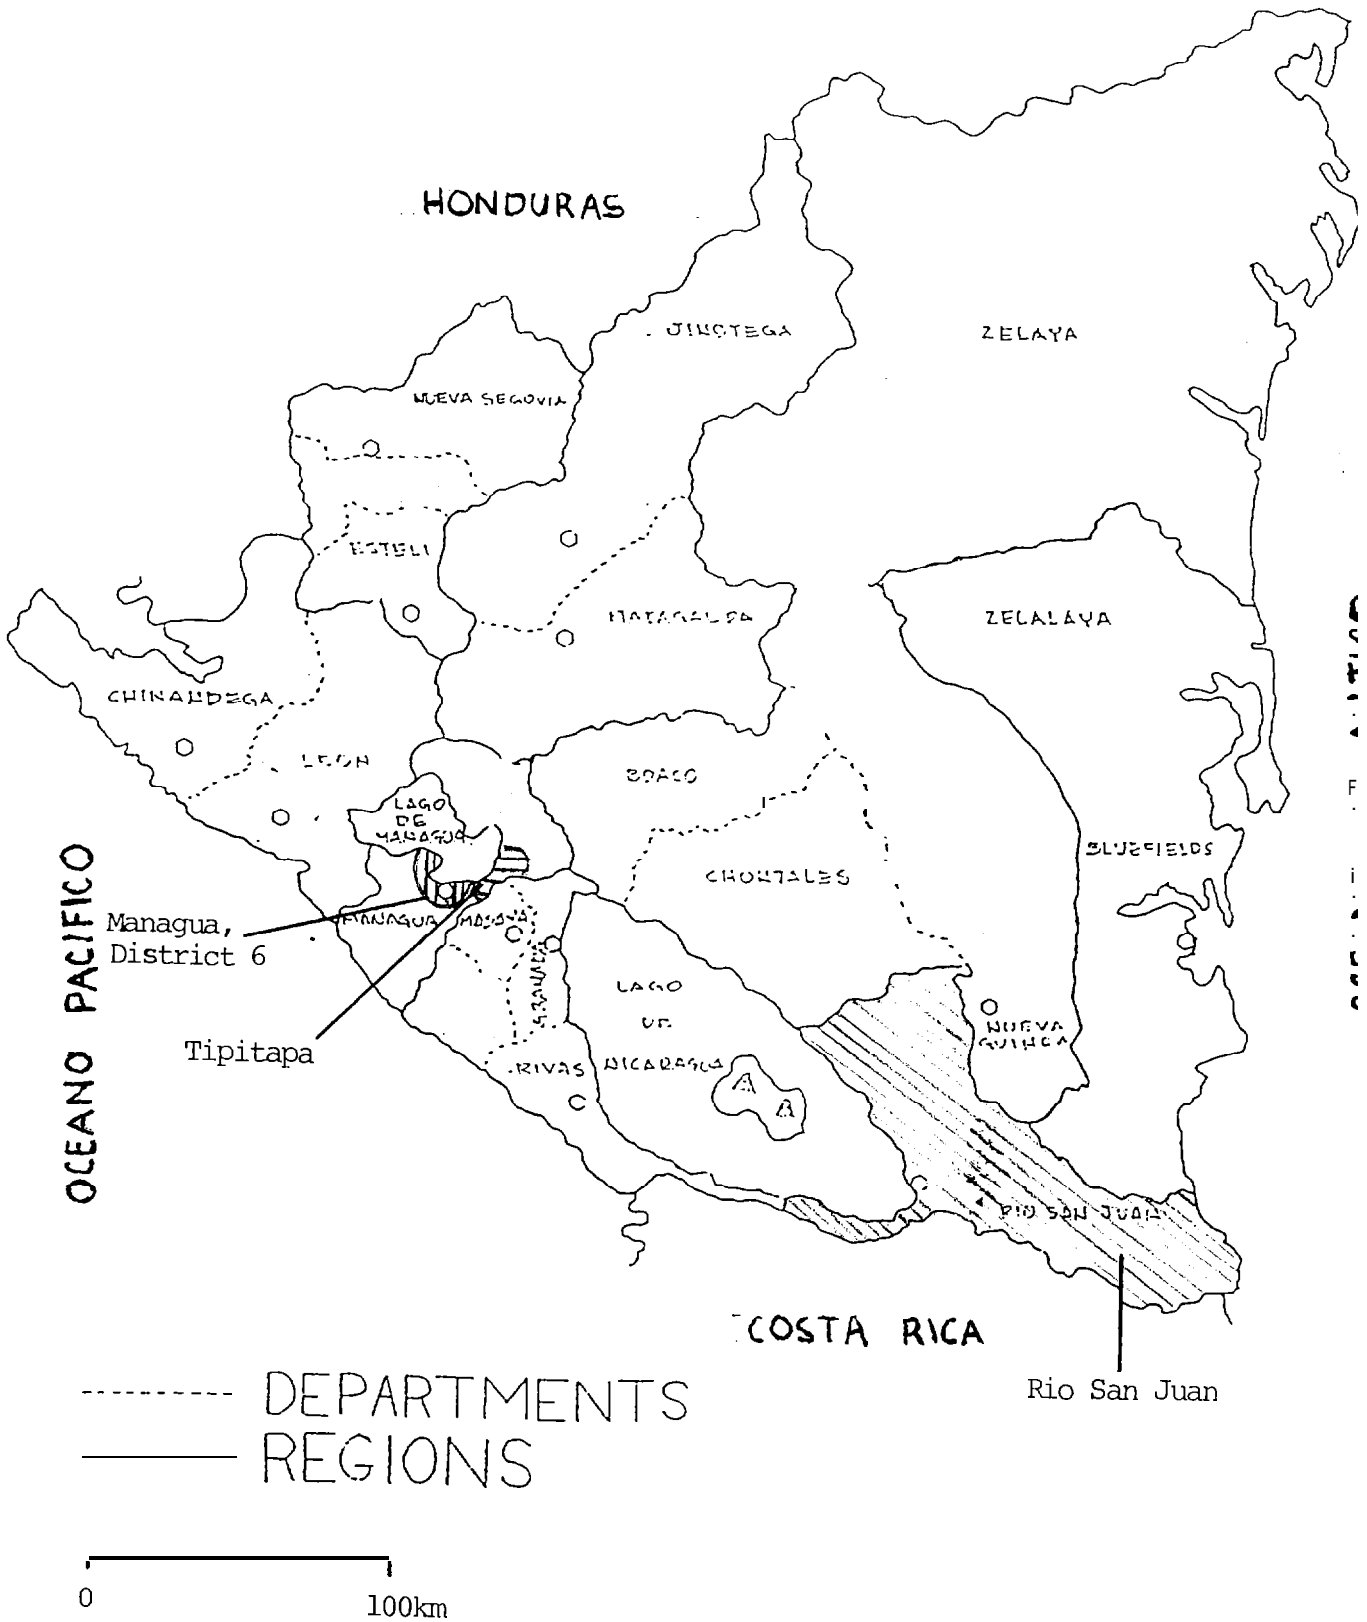 HONDURAS
JINOTEGA
ZELAYA
NUEVA SEGOVIA
ESTELI
MATAGALPA
ZELALAYA
CHINANDEGA
LEON
BOACO
LAGO
DE
MANAGUA
BLUEFIELDS
CHONTALES
OCEANO PACIFICO
Managua,
District 6
MANAGUA
MASAYA
GRANADA
LAGO
DE
NICARAGUA
NUEVA
GUINEA
Tipitapa
RIVAS
RIO SAN JUAN
COSTA RICA
Rio San Juan
DEPARTMENTS
REGIONS
0
100km